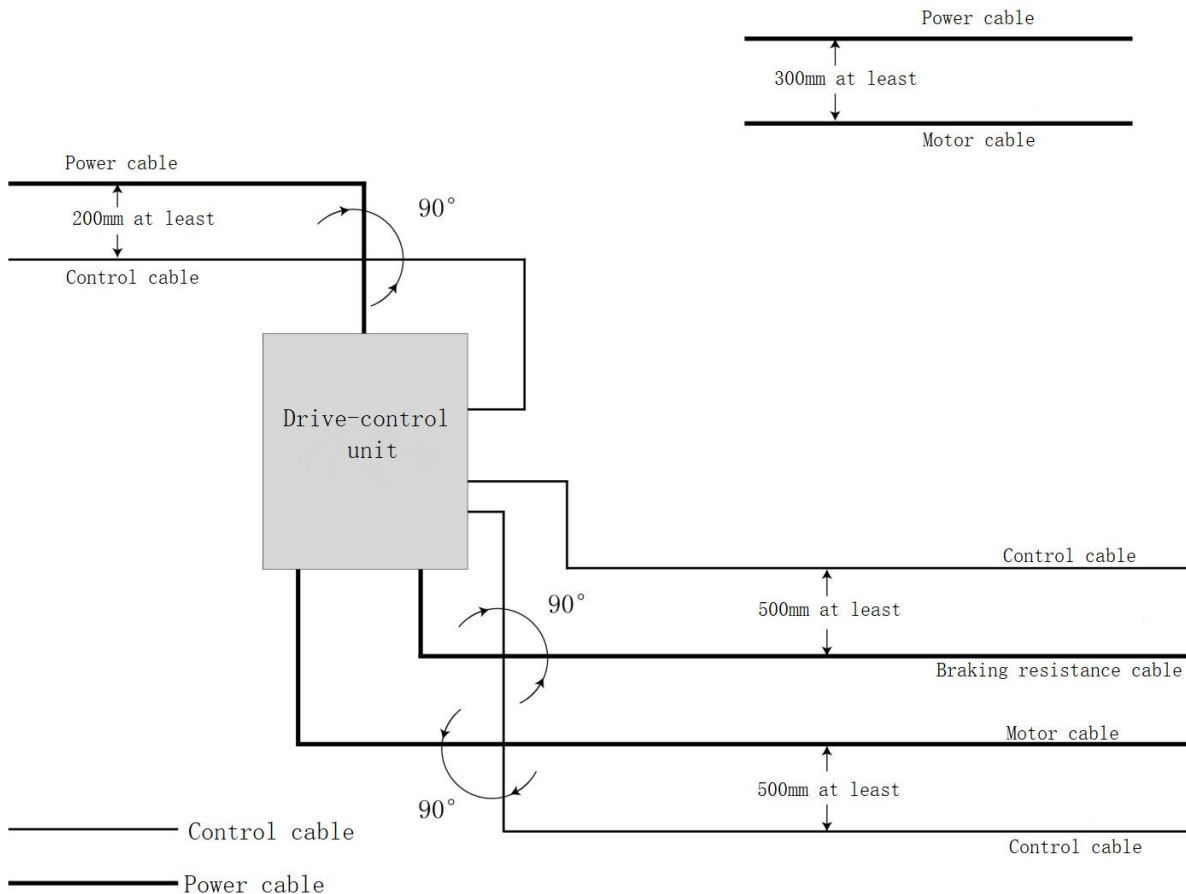 Power cable
300mm at least
Motor cable
Power cable
200mm at least
90°
Control cable
Drive-control
unit
Control cable
90°
500mm at least
Braking resistance cable
Motor cable
500mm at least
90°
Control cable
Control cable
Power cable